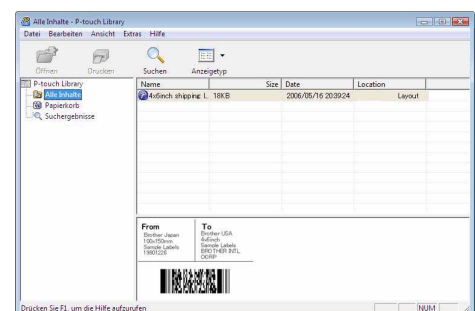 Alle Inhalte - P-touch Library
Datei Bearbeiten Ansicht Extras Hilfe
Öffnen Drucken Suchen Anzeigetyp
P-touch Library
Alle Inhalte
Papierkorb
Suchergebnisse
Name Size Date Location
4x6inch shipping L. 18KB 2006/05/16 20:39:24 Layout
From
Brother Japan
100x150mm
Sample Labels
To
Brother USA
4x6inch
Sample Labels
BROTHER INTL.
CORP
Drücken Sie F1, um die Hilfe aufzurufen
NUM